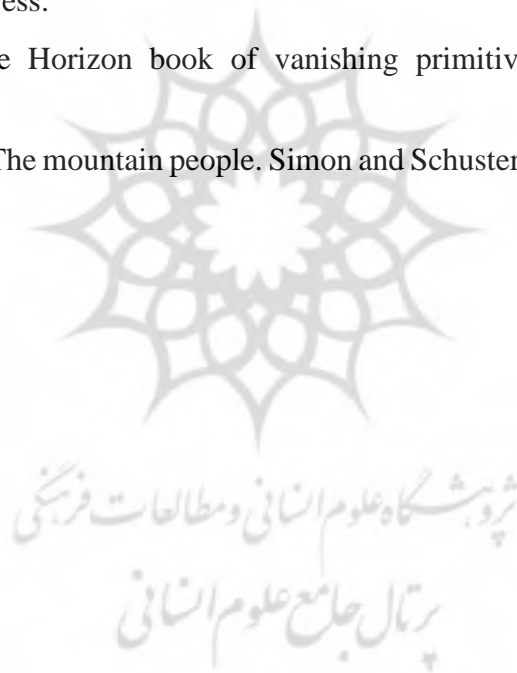 ess.
e Horizon book of vanishing primitiv
The mountain people. Simon and Schuster
پژوهشگاه علوم انسانی و مطالعات فرهنگی
پرتال جامع علوم انسانی